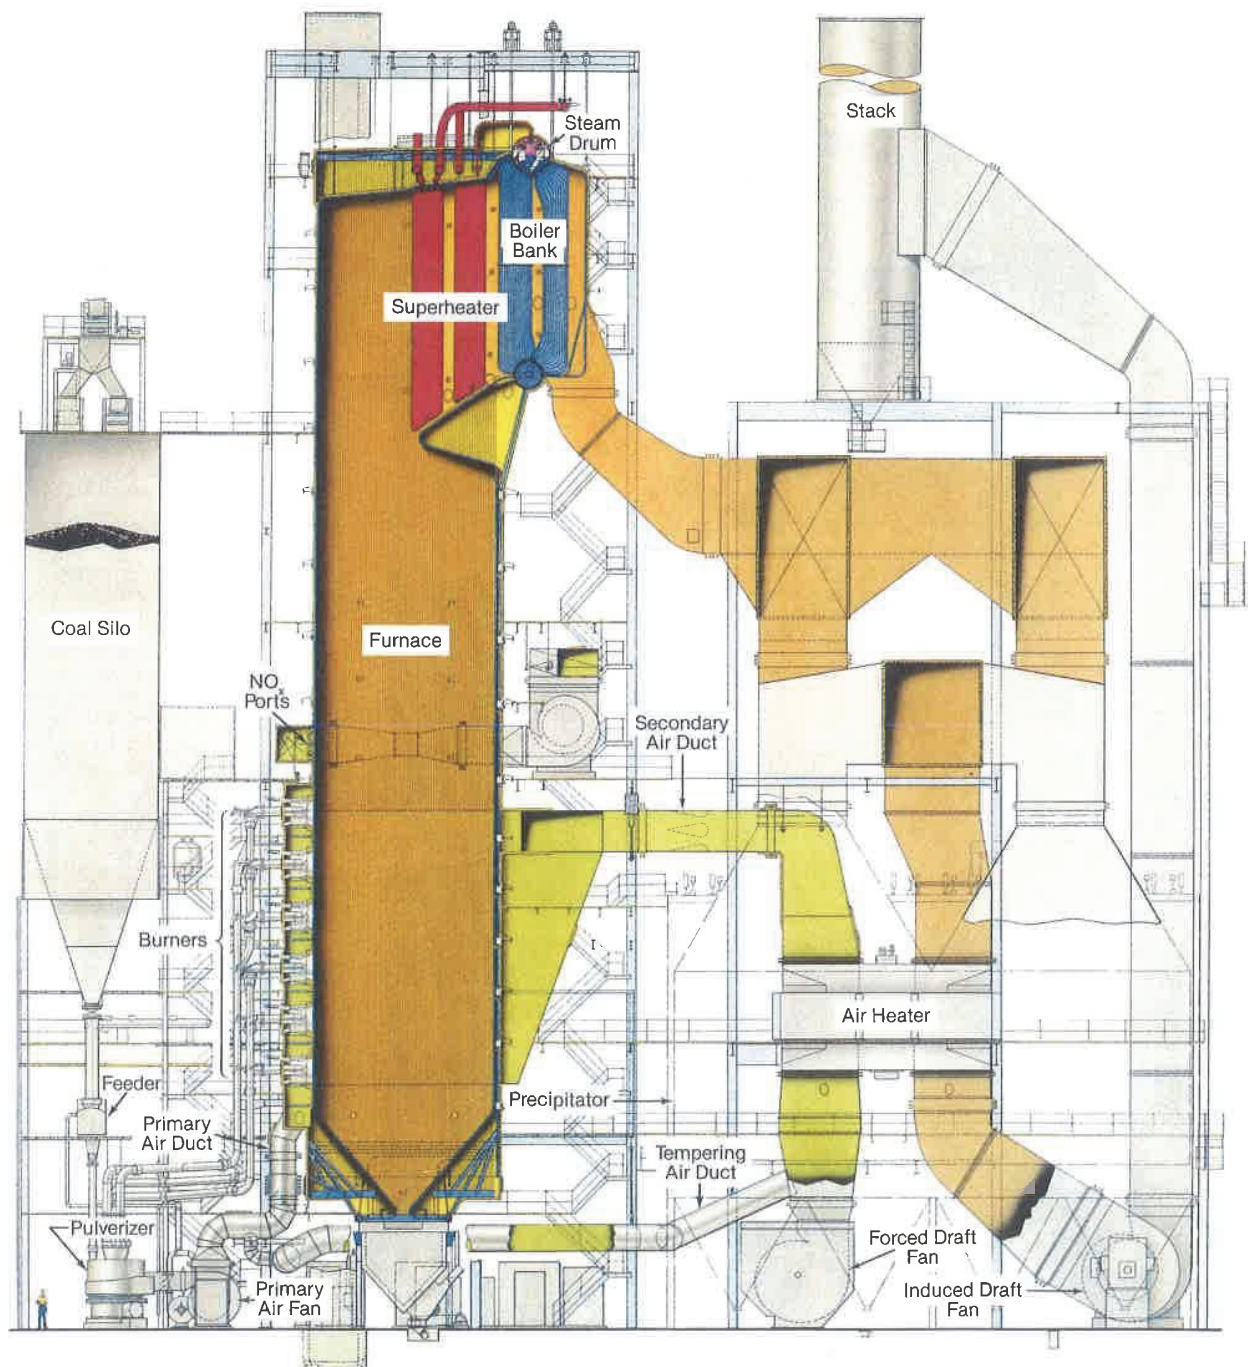 Stack
Steam
Drum
Boiler
Bank
Superheater
Coal Silo
Furnace
NOx
Ports
Secondary
Air Duct
Burners
Air Heater
Feeder
Precipitator
Primary
Air Duct
Tempering
Air Duct
Pulverizer
Forced Draft
Fan
Primary
Air Fan
Induced Draft
Fan